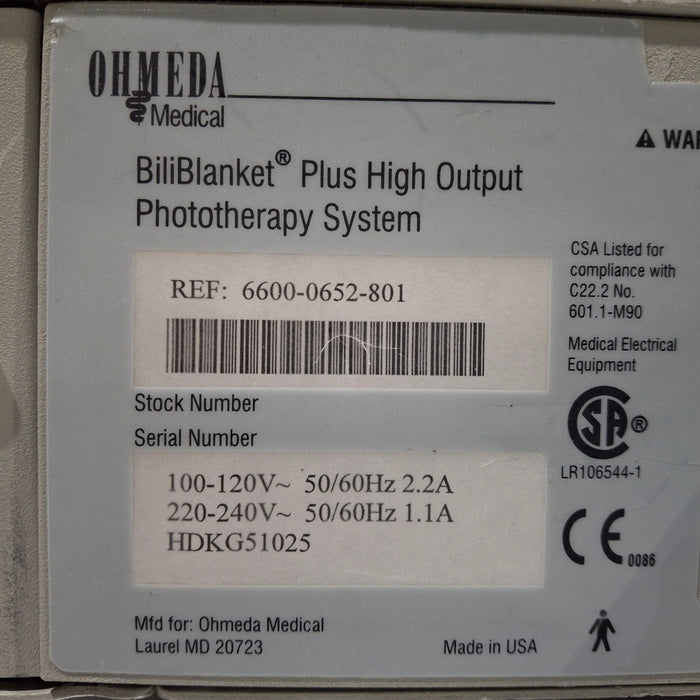 OHMEDA
Medical
BiliBlanket® Plus High Output
Phototherapy System
REF: 6600-0652-801
Stock Number
Serial Number
100-120V~ 50/60Hz 2.2A
220-240V~ 50/60Hz 1.1A
HDKG51025
Mfd for: Ohmeda Medical
Laurel MD 20723
Made in USA
CSA Listed for
compliance with
C22.2 No.
601.1-M90
Medical Electrical
Equipment
SA®
LR106544-1
CE 0086